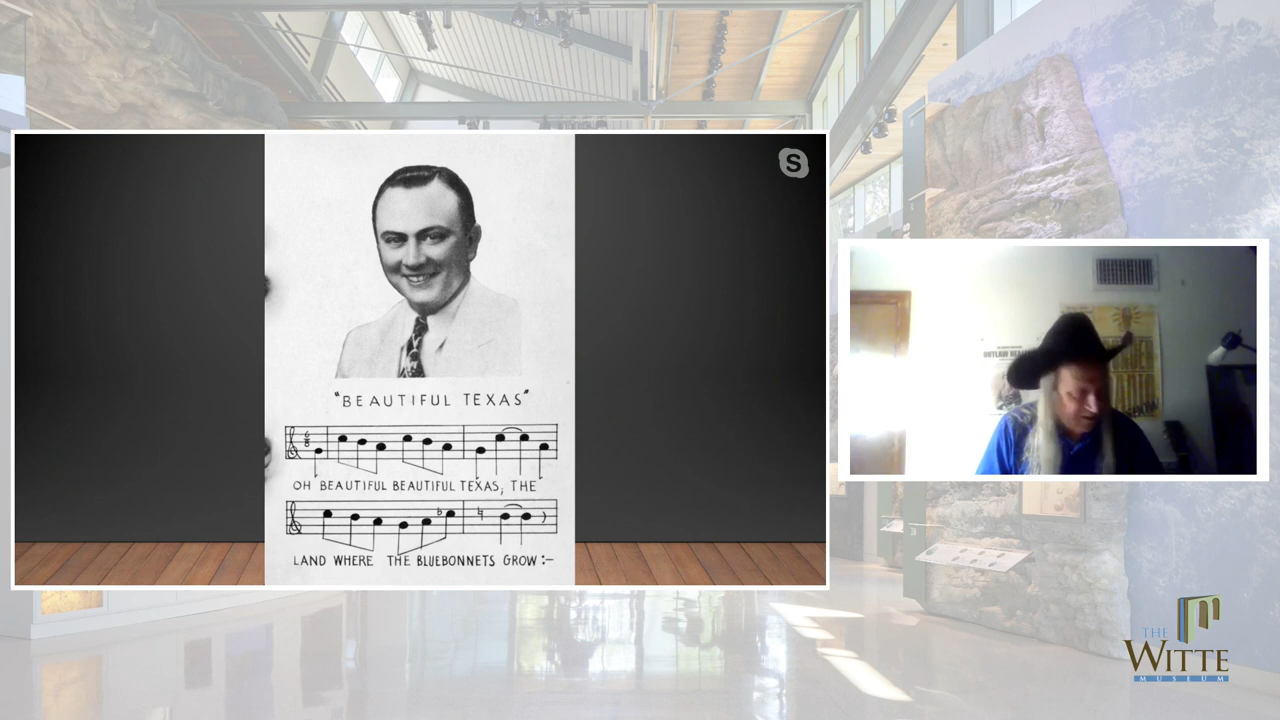 S
"BEAUTIFUL TEXAS"
OH BEAUTIFUL BEAUTIFUL TEXAS, THE
LAND WHERE THE BLUEBONNETS GROW:-
OUTLAW
THE
WITTE
MUSEUM